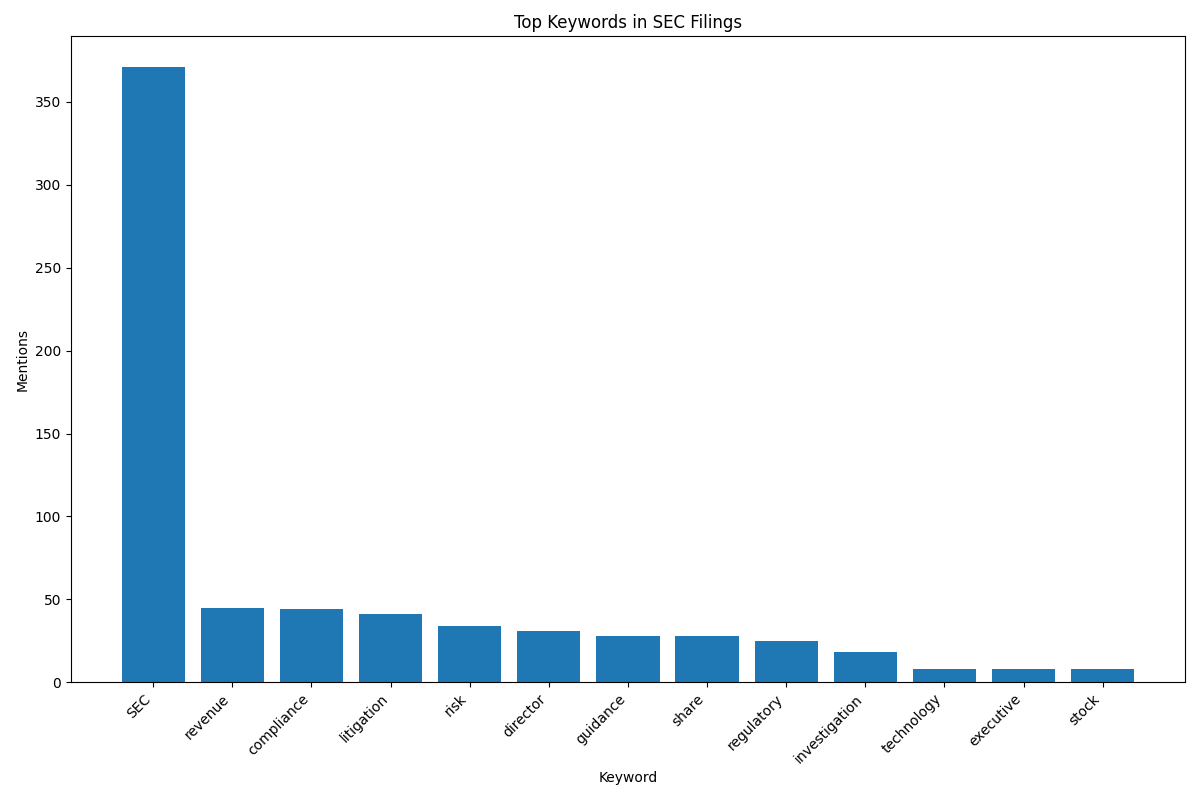 Top Keywords in SEC Filings
Mentions
350
300
250
200
150
100
50
0
SEC
revenue
compliance
litigation
risk
director
guidance
share
regulatory
investigation
technology
executive
stock
Keyword